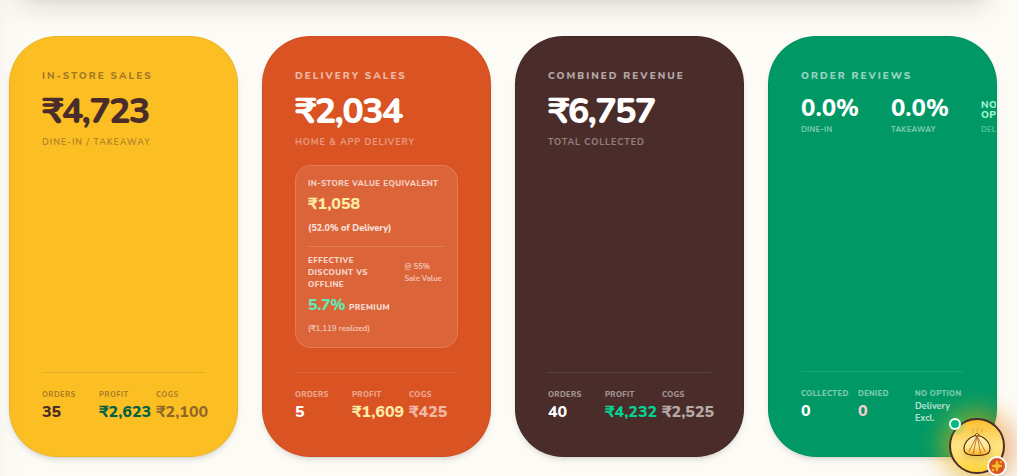 IN-STORE SALES
₹4,723
DINE-IN / TAKEAWAY
ORDERS PROFIT COGS
35 ₹2,623 ₹2,100
DELIVERY SALES
₹2,034
HOME & APP DELIVERY
IN-STORE VALUE EQUIVALENT
₹1,058
(52.0% of Delivery)
EFFECTIVE
DISCOUNT VS
OFFLINE
@ 55%
Sale Value
5.7% PREMIUM
(₹1,119 realized)
ORDERS PROFIT COGS
5 ₹1,609 ₹425
COMBINED REVENUE
₹6,757
TOTAL COLLECTED
ORDERS PROFIT COGS
40 ₹4,232 ₹2,525
ORDER REVIEWS
0.0%
DINE-IN
0.0%
TAKEAWAY
NO
OP
DEL
COLLECTED DENIED NO OPTION
0 0 Delivery
Excl.